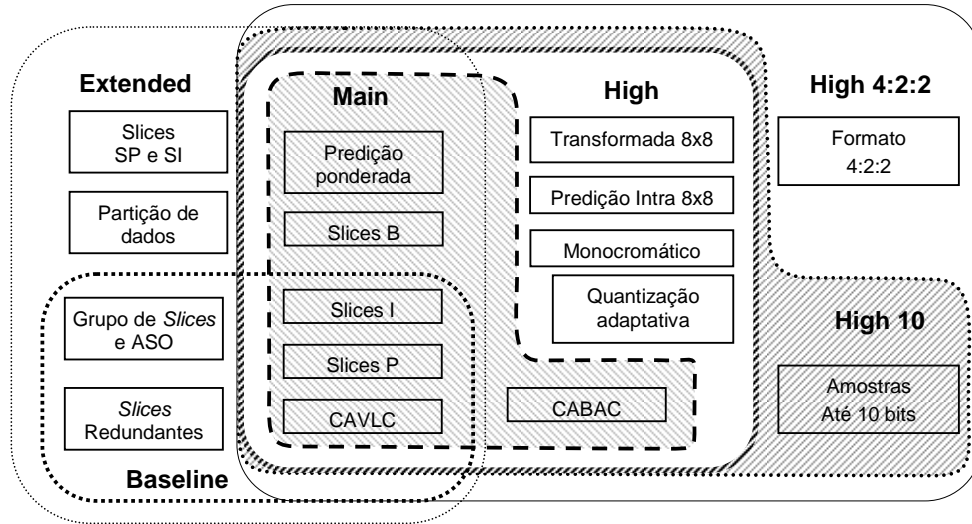 Extended
Slices
SP e SI
Partição de
dados
Grupo de Slices
e ASO
Slices
Redundantes
Baseline
Main
Predição
ponderada
Slices B
Slices I
Slices P
CAVLC
High
Transformada 8x8
Predição Intra 8x8
Monocromático
Quantização
adaptativa
CABAC
High 4:2:2
Formato
4:2:2
High 10
Amostras
Até 10 bits